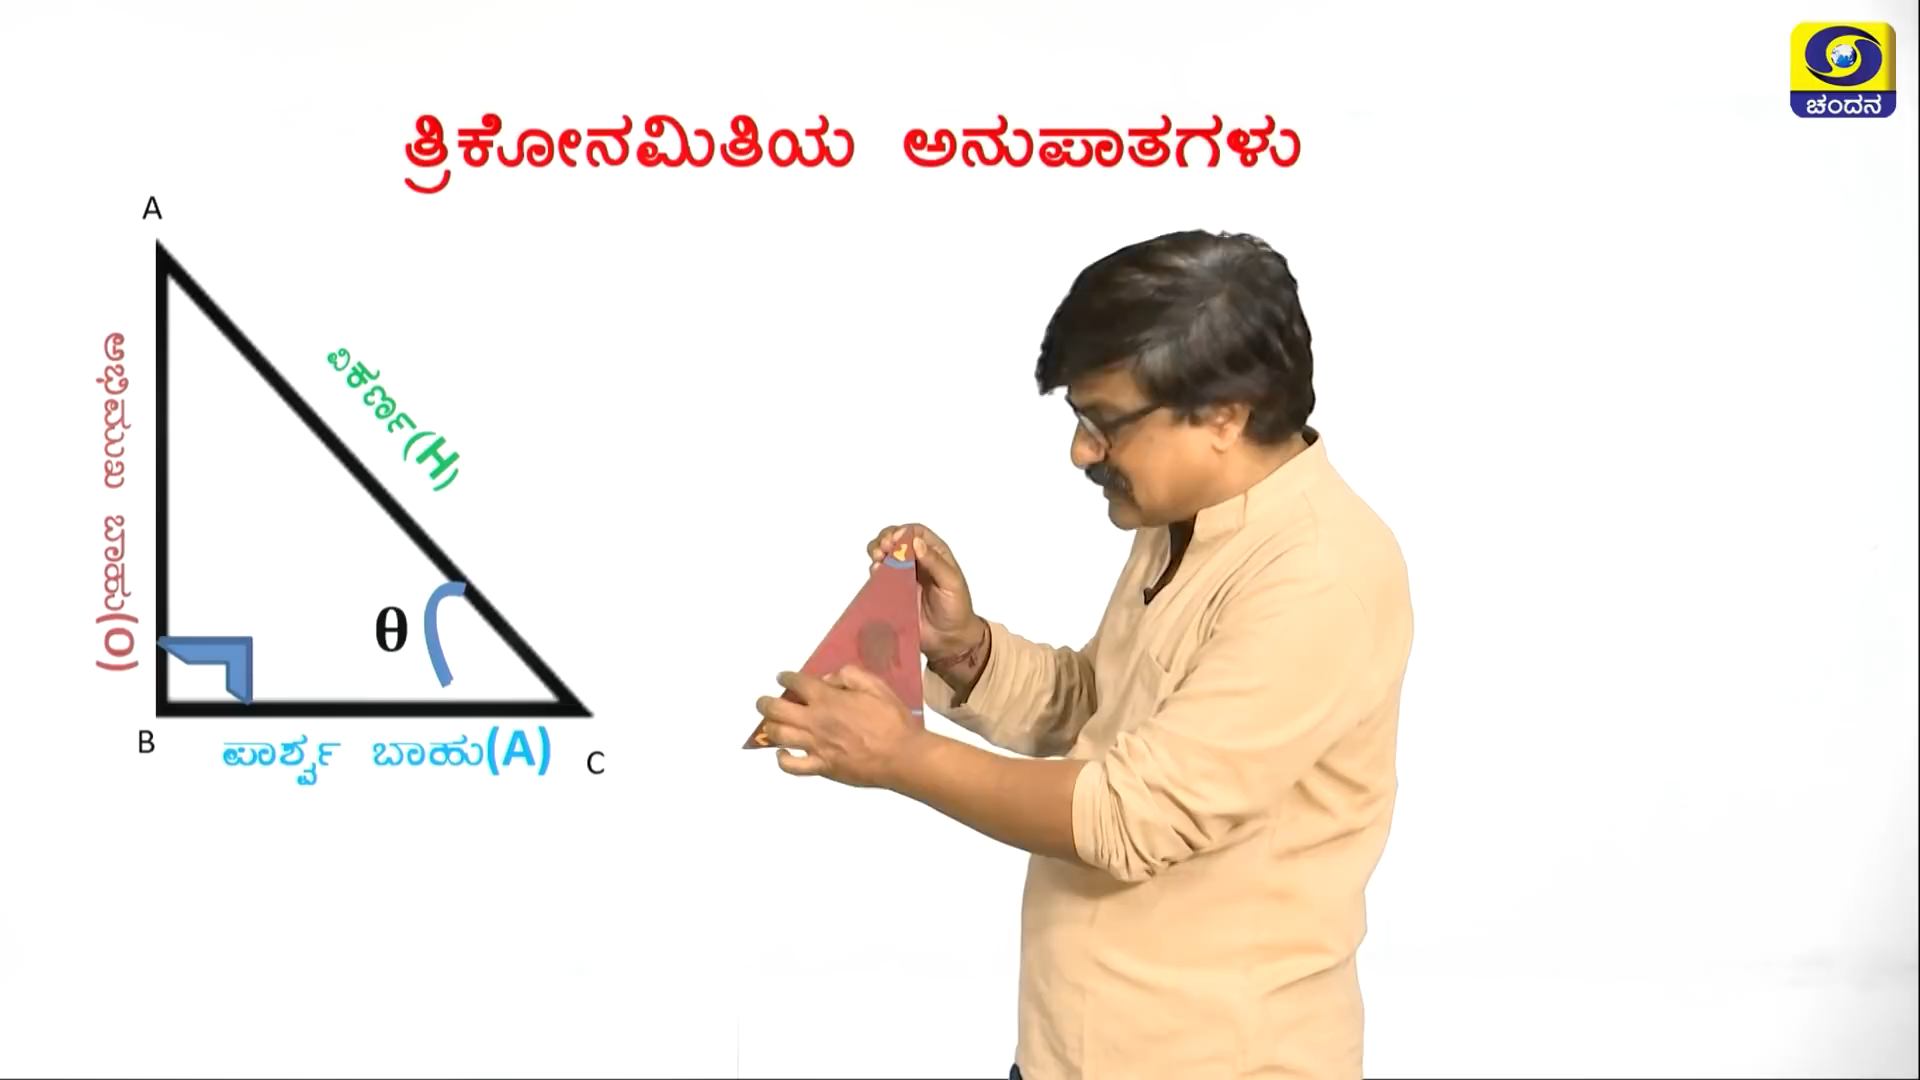 ಚಂದನ
ತ್ರಿಕೋನಮಿತಿಯ ಅನುಪಾತಗಳು
A
ವಿಕರ್ಣ(H)
ಅಭಿಮುಖ ಬಾಹು(O)
θ
B
ಪಾರ್ಶ್ವ ಬಾಹು(A)
C